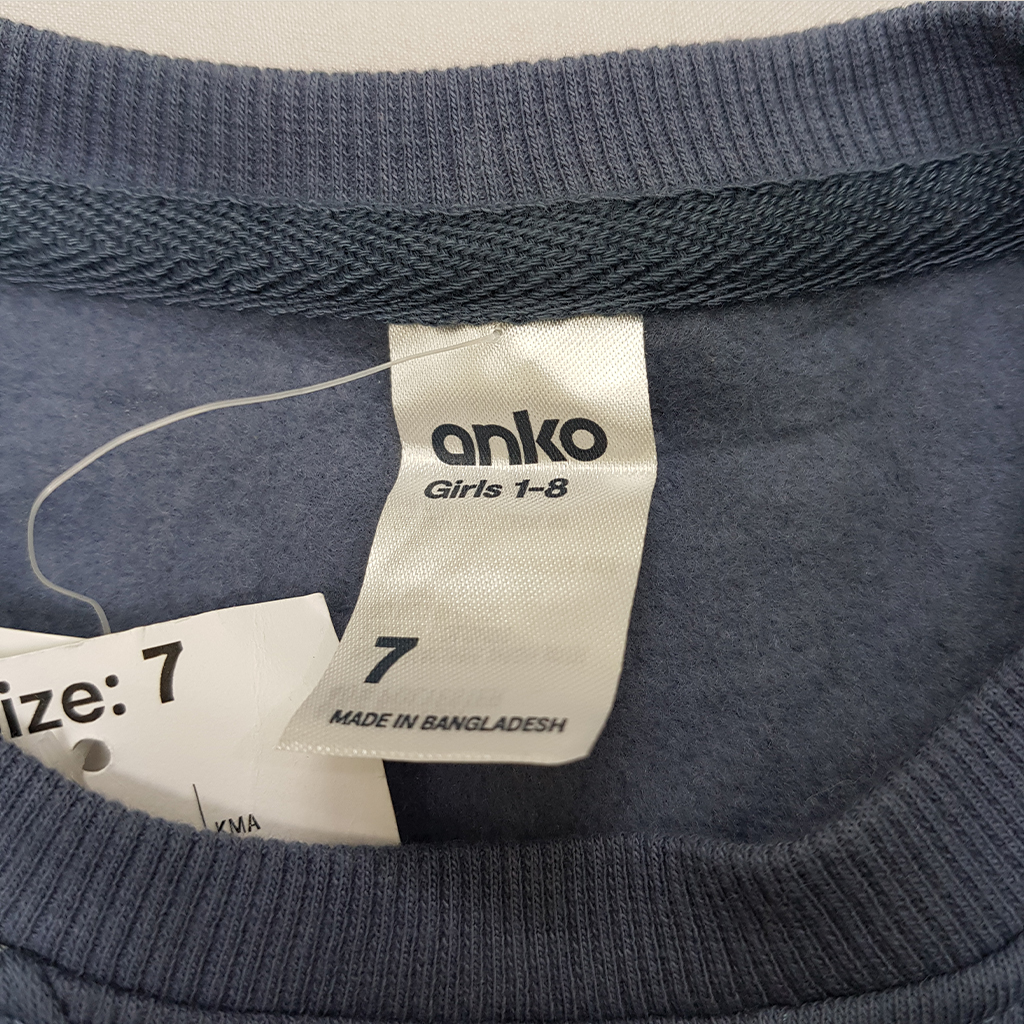 anko
Girls 1-8
7
MADE IN BANGLADESH
ize: 7
KMA